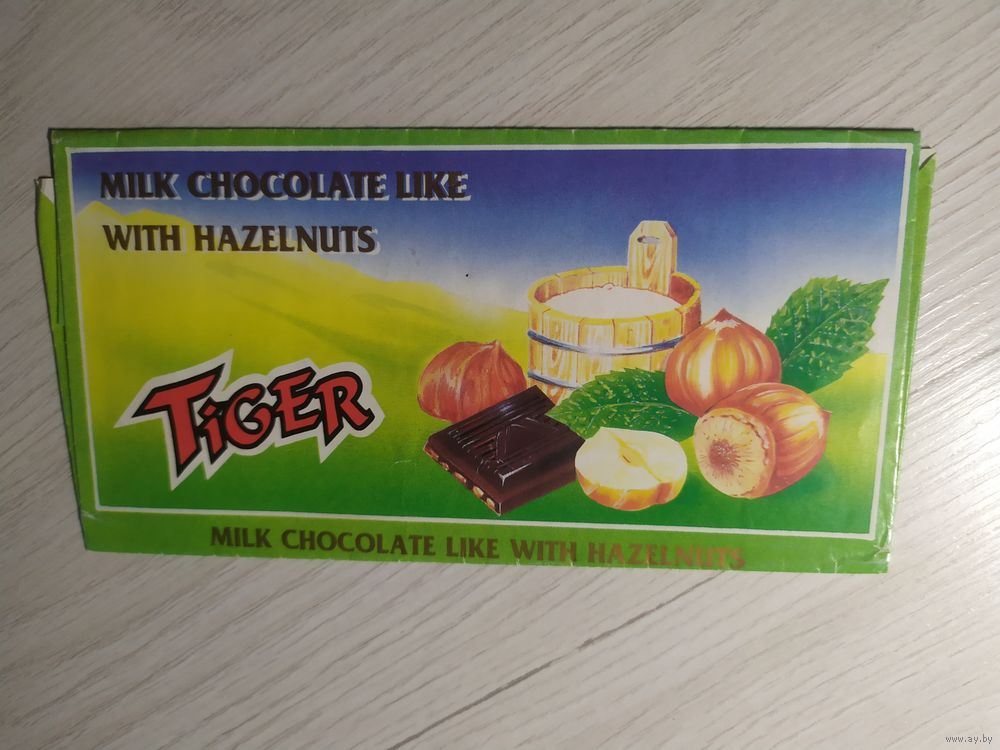 MILK CHOCOLATE LIKE
WITH HAZELNUTS
TiGER
MILK CHOCOLATE LIKE WITH HAZELNUTS
www.ay.by